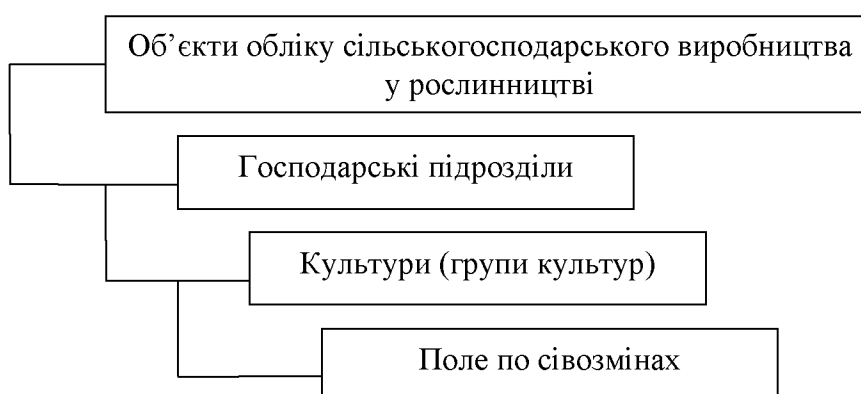 Об’єкти обліку сільськогосподарського виробництва
у рослинництві
Господарські підрозділи
Культури (групи культур)
Поле по сівозмінах